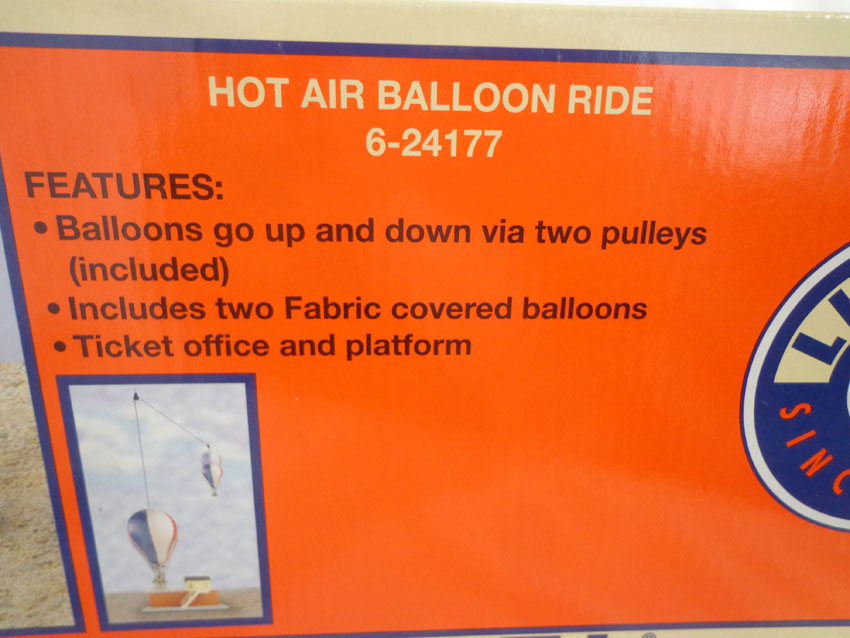 HOT AIR BALLOON RIDE
6-24177
FEATURES:
• Balloons go up and down via two pulleys
(included)
• Includes two Fabric covered balloons
• Ticket office and platform